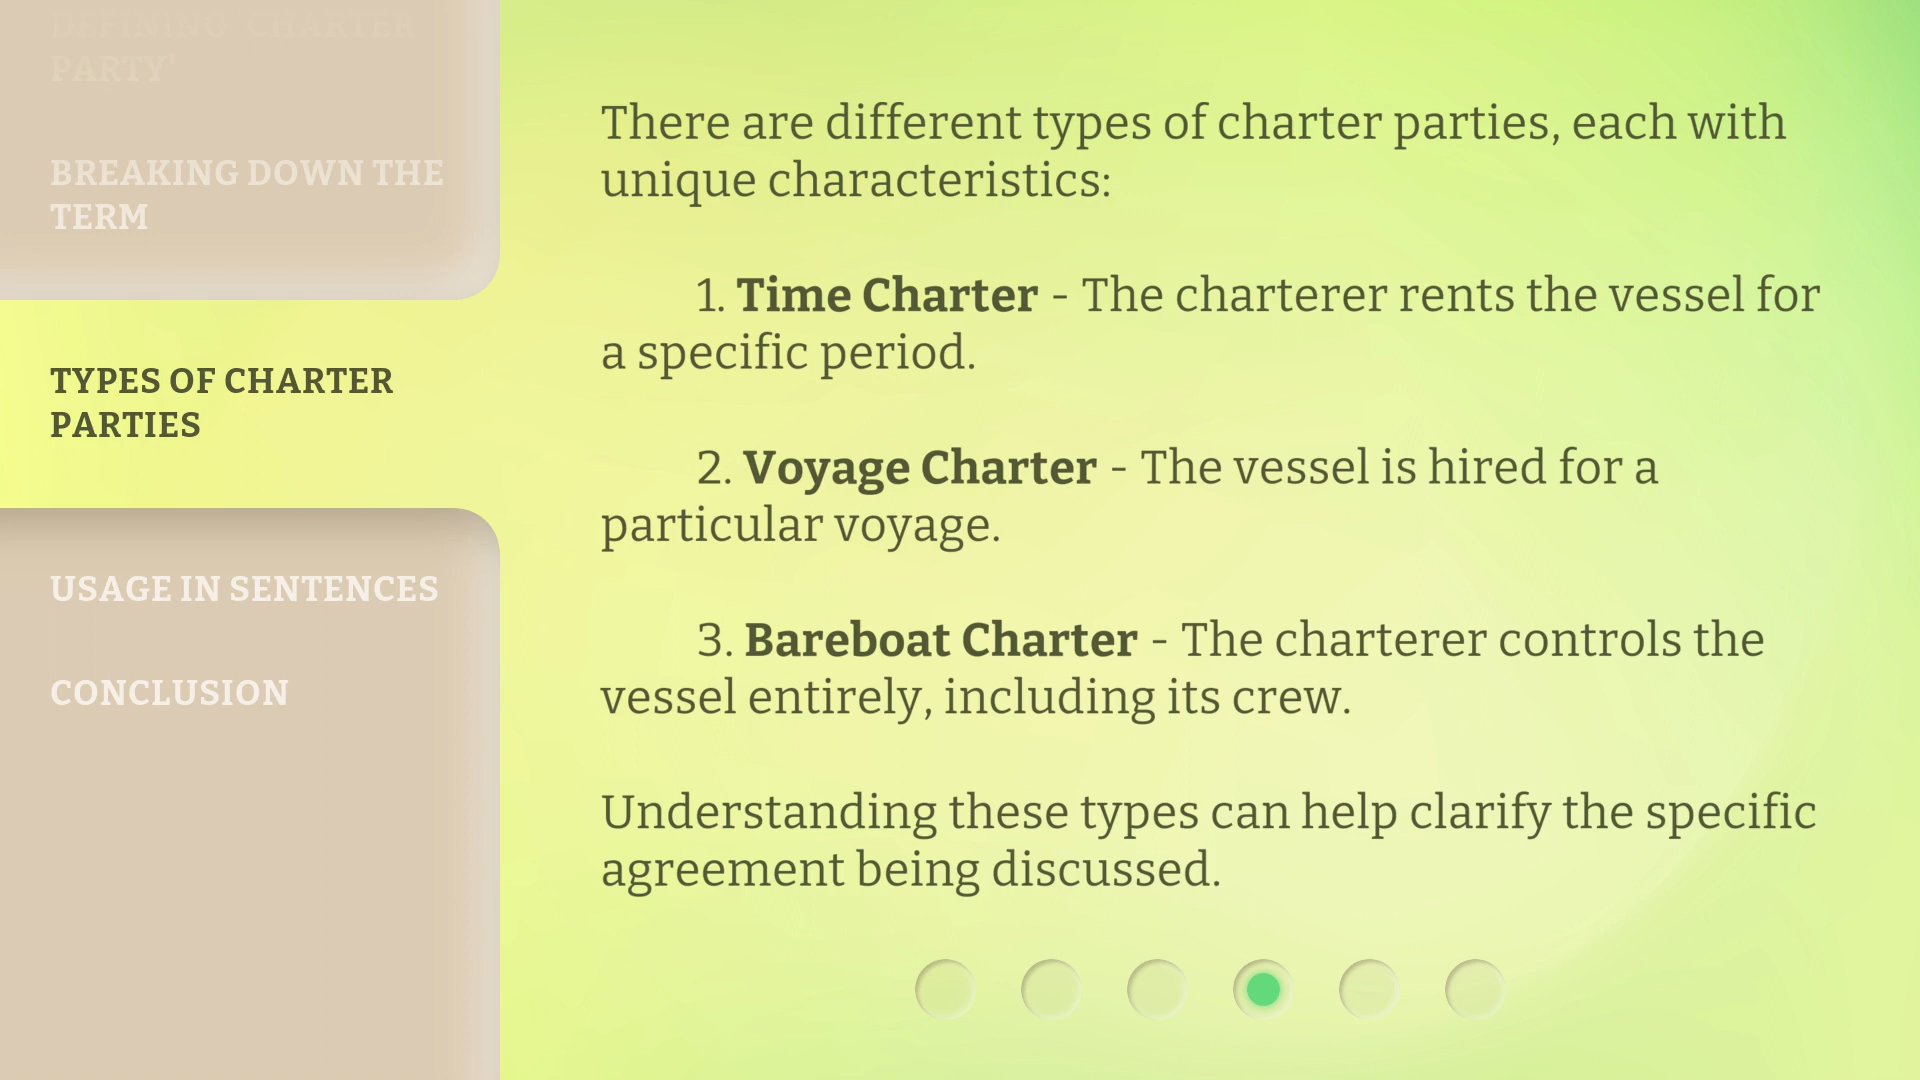 DEFINING 'CHARTER
PARTY'
BREAKING DOWN THE
TERM
TYPES OF CHARTER
PARTIES
USAGE IN SENTENCES
CONCLUSION
There are different types of charter parties, each with
unique characteristics:
1. Time Charter - The charterer rents the vessel for
a specific period.
2. Voyage Charter - The vessel is hired for a
particular voyage.
3. Bareboat Charter - The charterer controls the
vessel entirely, including its crew.
Understanding these types can help clarify the specific
agreement being discussed.